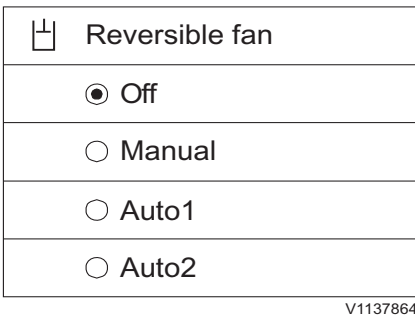 Reversible fan
Off
Manual
Auto1
Auto2
V1137864